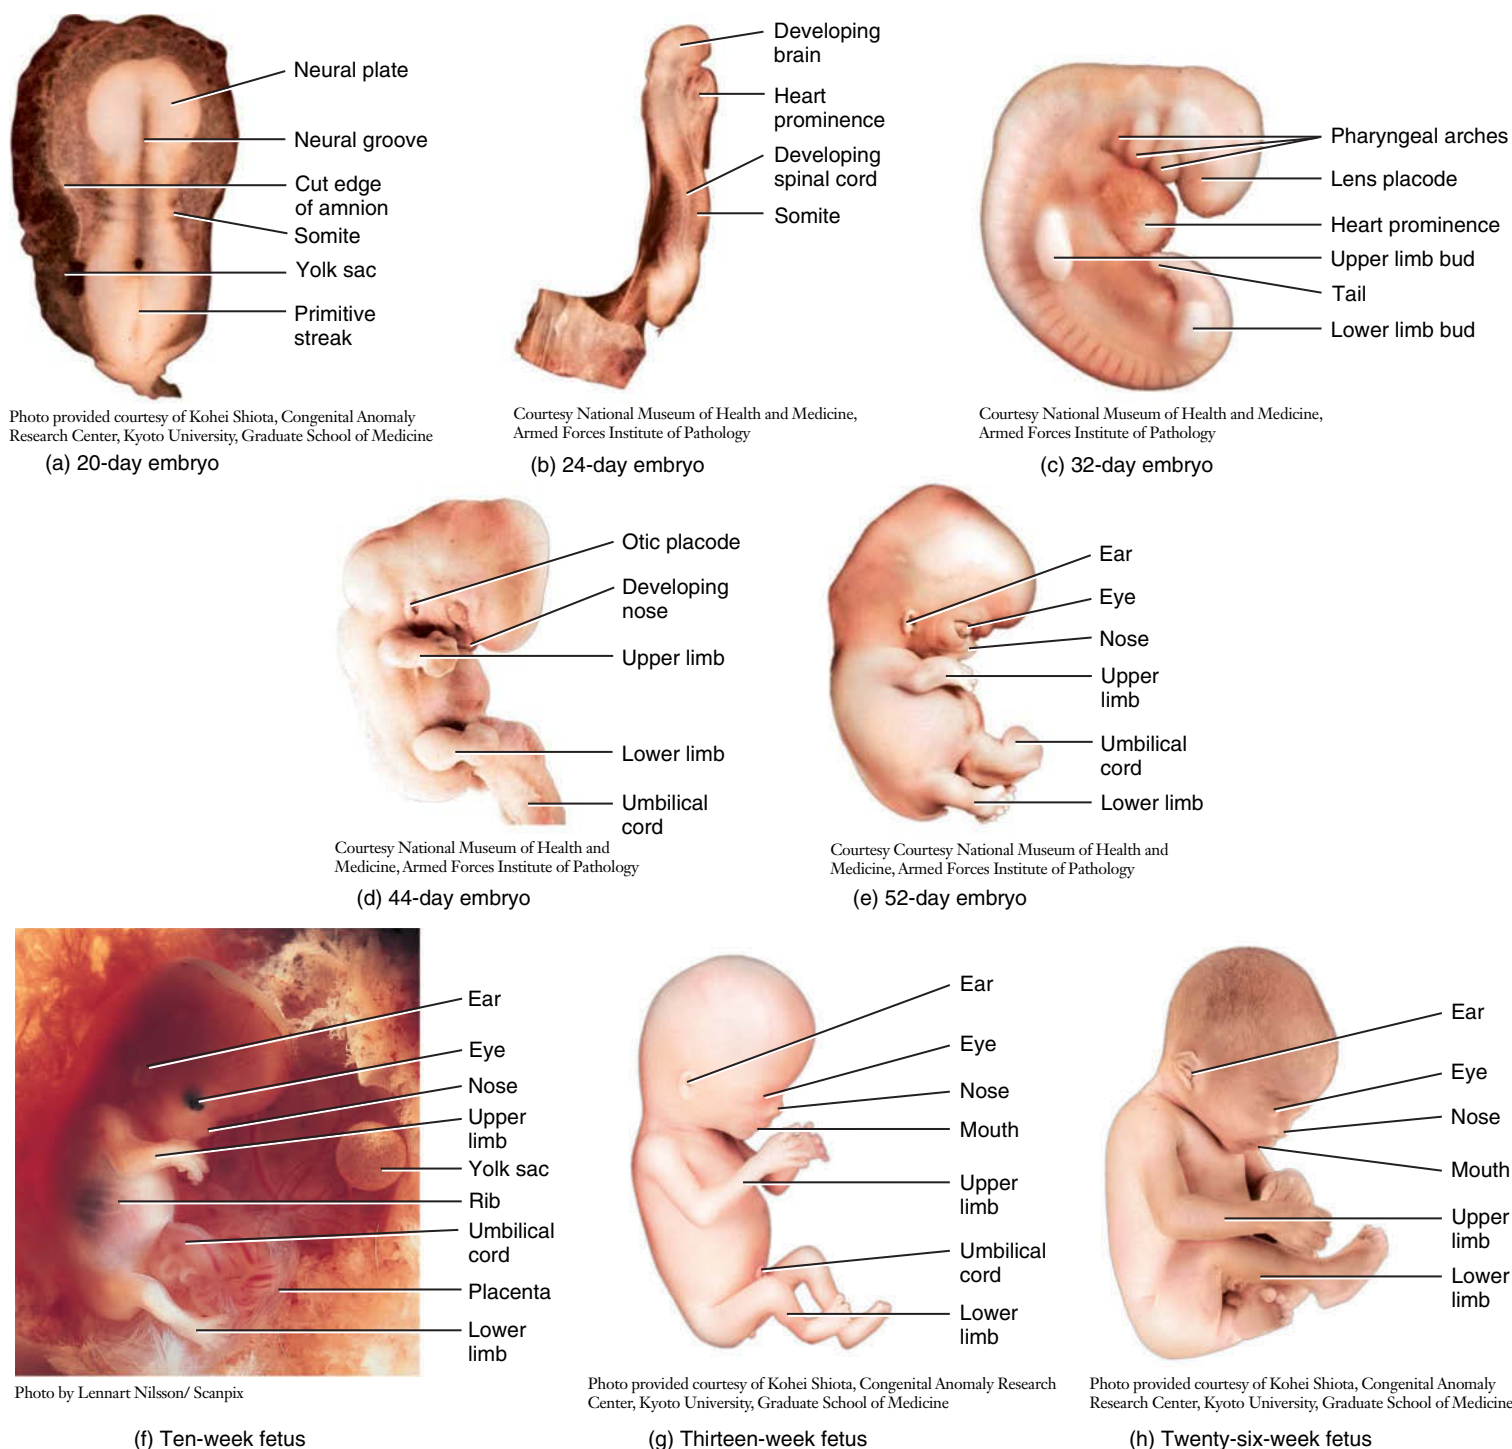 Neural plate
Neural groove
Cut edge
of amnion
Somite
Yolk sac
Primitive
streak
Photo provided courtesy of Kohei Shiota, Congenital Anomaly
Research Center, Kyoto University, Graduate School of Medicine
(a) 20-day embryo
Developing
brain
Heart
prominence
Developing
spinal cord
Somite
Courtesy National Museum of Health and Medicine,
Armed Forces Institute of Pathology
(b) 24-day embryo
Pharyngeal arches
Lens placode
Heart prominence
Upper limb bud
Tail
Lower limb bud
Courtesy National Museum of Health and Medicine,
Armed Forces Institute of Pathology
(c) 32-day embryo
Otic placode
Developing
nose
Upper limb
Lower limb
Umbilical
cord
Courtesy National Museum of Health and
Medicine, Armed Forces Institute of Pathology
(d) 44-day embryo
Ear
Eye
Nose
Upper
limb
Umbilical
cord
Lower limb
Courtesy Courtesy National Museum of Health and
Medicine, Armed Forces Institute of Pathology
(e) 52-day embryo
Ear
Eye
Nose
Upper
limb
Yolk sac
Rib
Umbilical
cord
Placenta
Lower
limb
Photo by Lennart Nilsson/ Scanpix
(f) Ten-week fetus
Ear
Eye
Nose
Mouth
Upper
limb
Umbilical
cord
Lower
limb
Photo provided courtesy of Kohei Shiota, Congenital Anomaly Research
Center, Kyoto University, Graduate School of Medicine
(g) Thirteen-week fetus
Ear
Eye
Nose
Mouth
Upper
limb
Lower
limb
Photo provided courtesy of Kohei Shiota, Congenital Anomaly
Research Center, Kyoto University, Graduate School of Medicine
(h) Twenty-six-week fetus